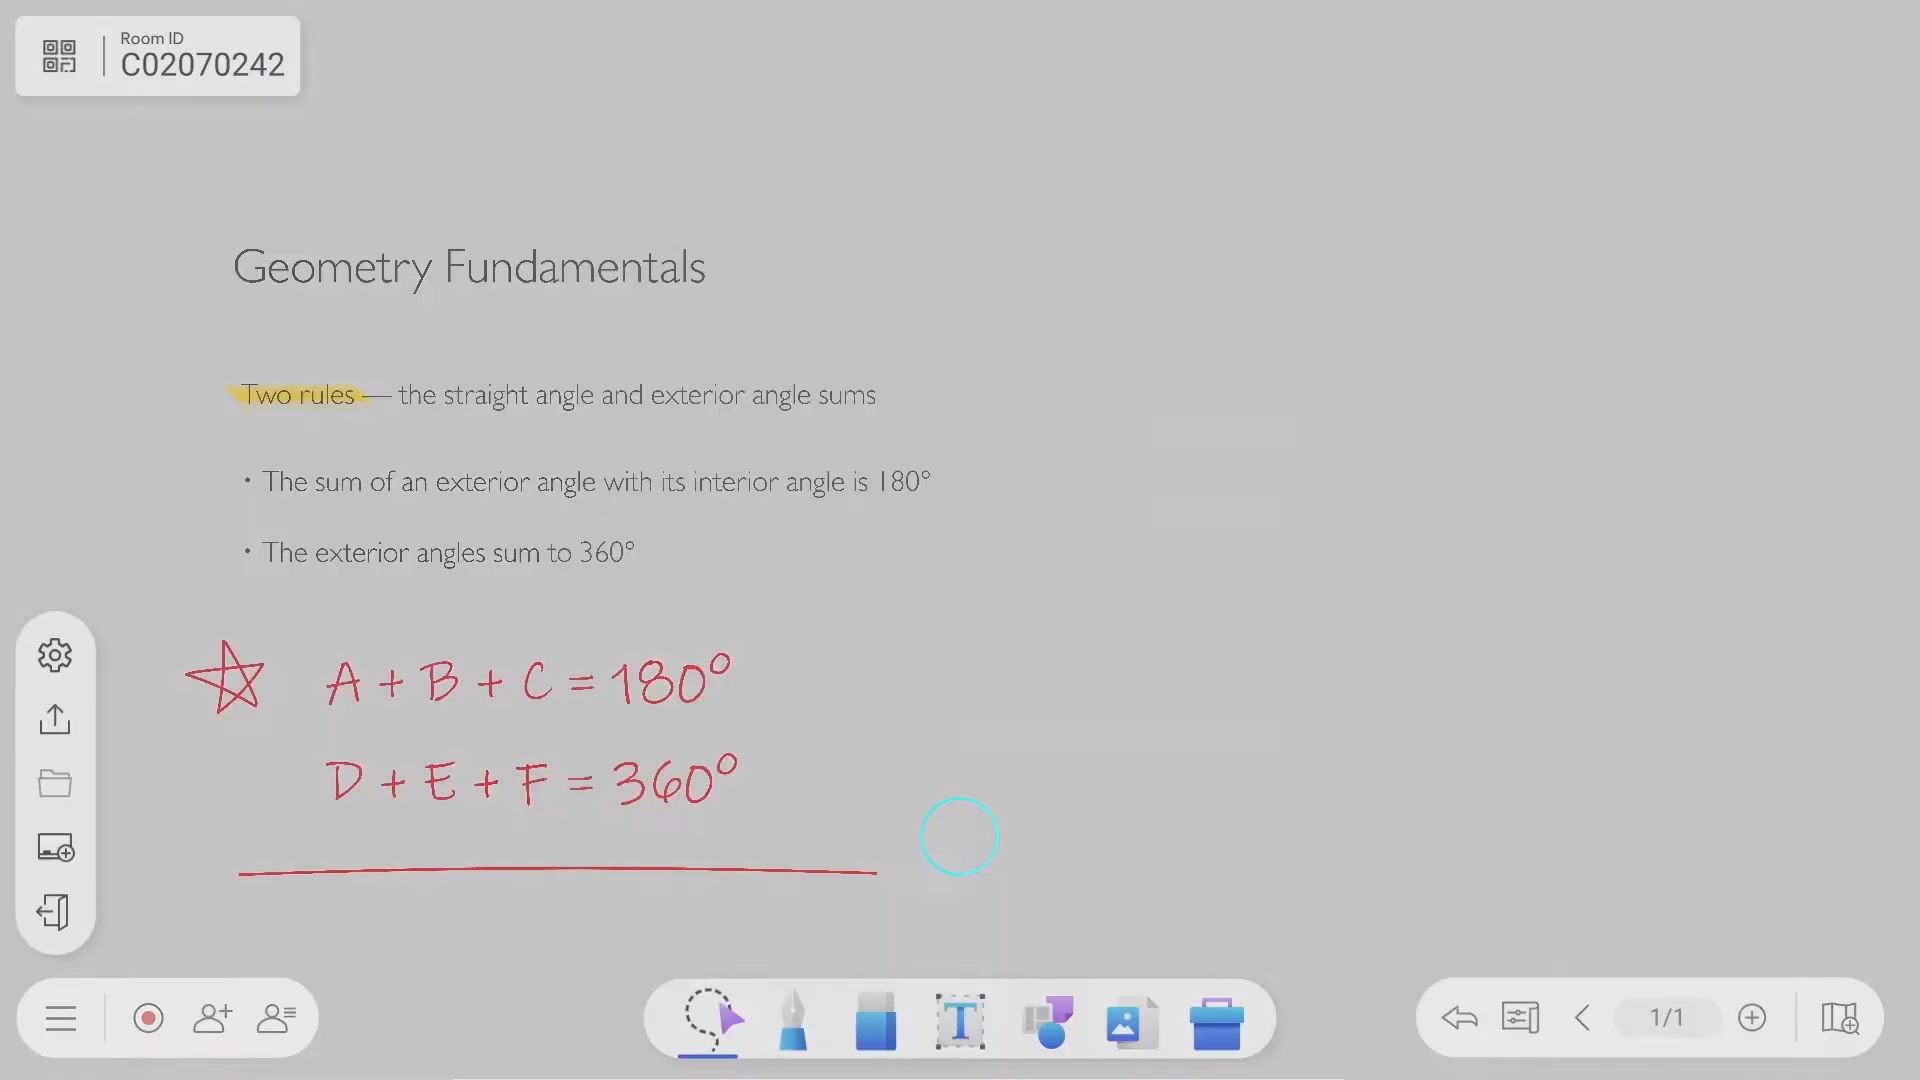 Room ID
C02070242
Geometry Fundamentals
Two rules — the straight angle and exterior angle sums
• The sum of an exterior angle with its interior angle is 180°
• The exterior angles sum to 360°
A + B + C = 180°
D + E + F = 360°
T
1/1